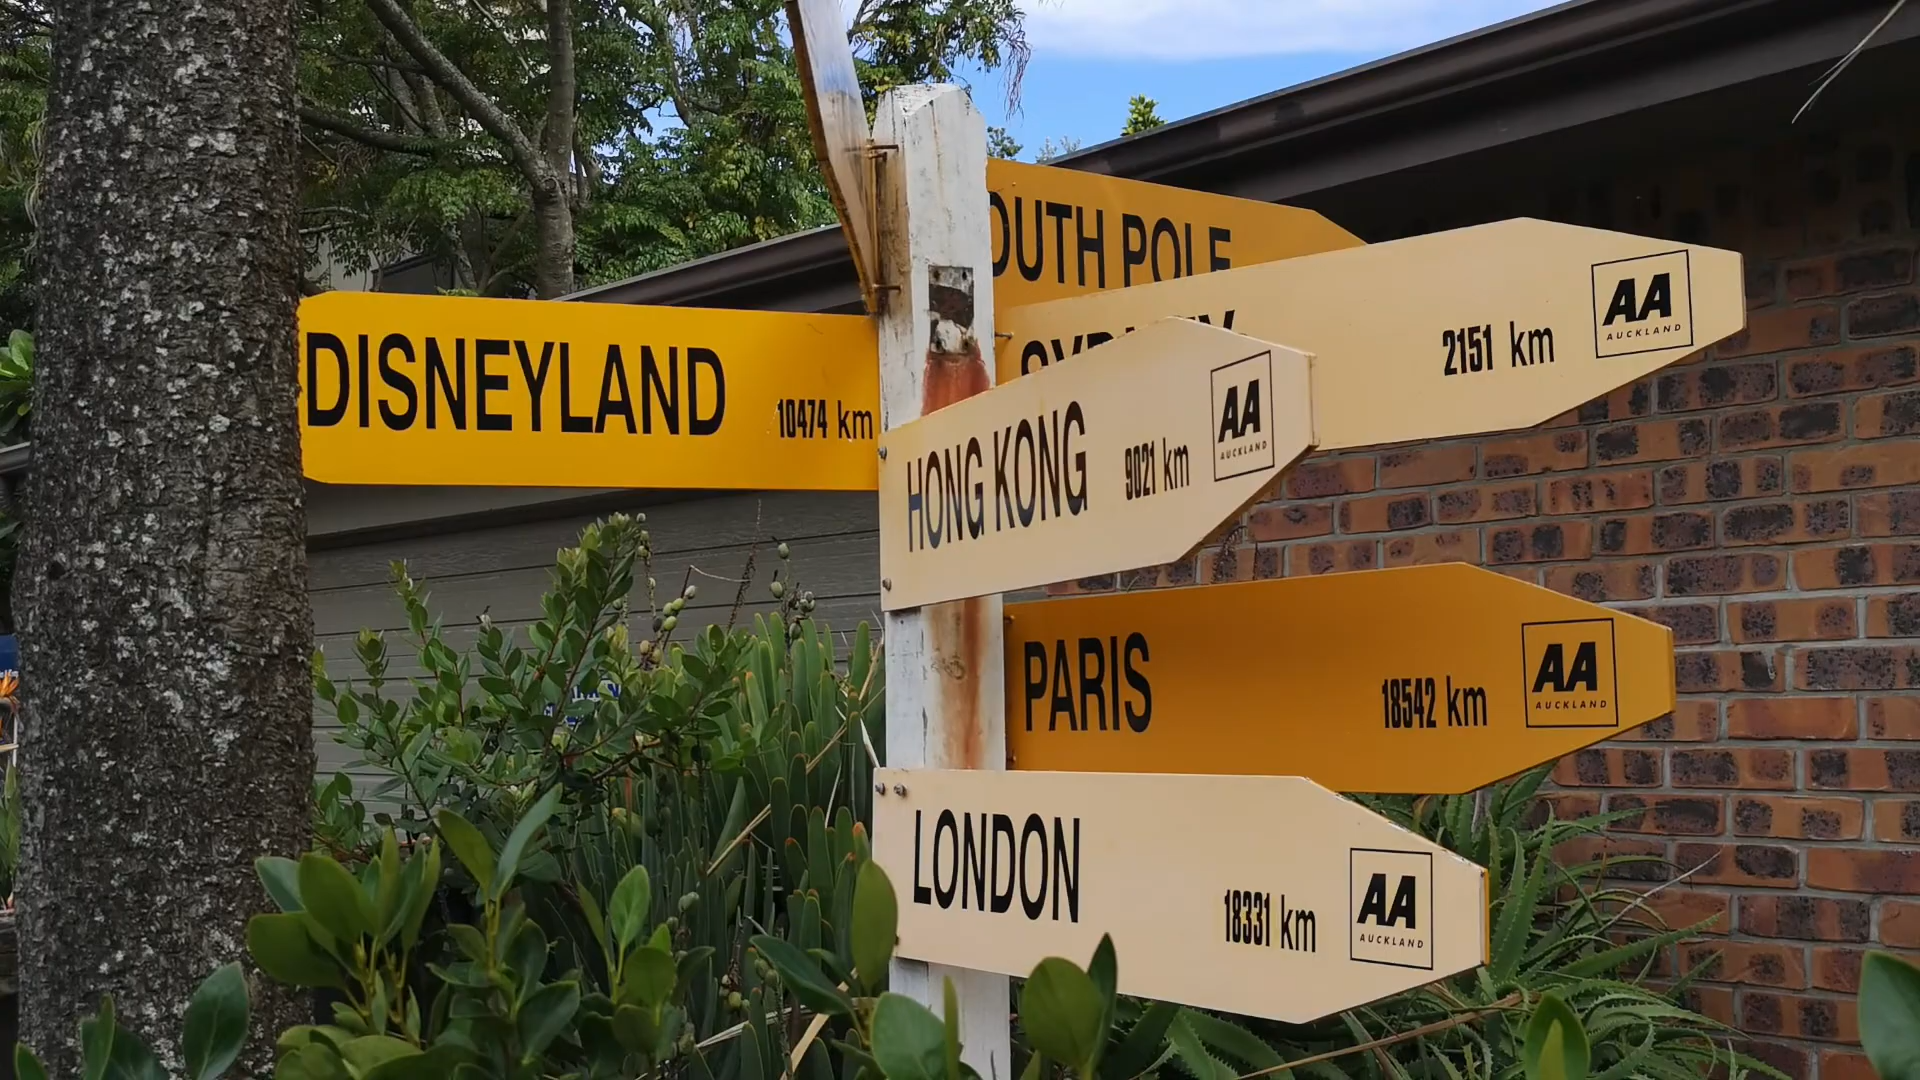 OUTH POLE
SYDNEY
2151 km
AA
AUCKLAND
DISNEYLAND
10474 km
HONG KONG
9021 km
AA
AUCKLAND
PARIS
18542 km
AA
AUCKLAND
LONDON
18331 km
AA
AUCKLAND